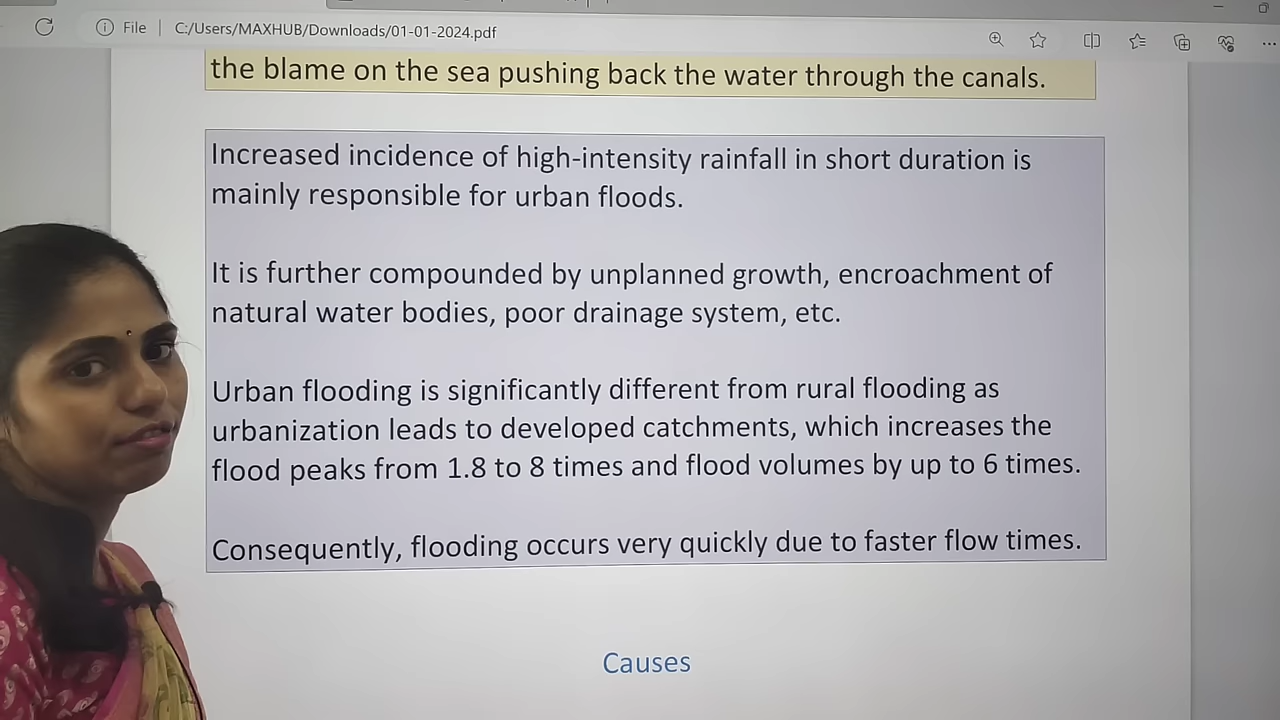 File
C:/Users/MAXHUB/Downloads/01-01-2024.pdf
the blame on the sea pushing back the water through the canals.
Increased incidence of high-intensity rainfall in short duration is
mainly responsible for urban floods.
It is further compounded by unplanned growth, encroachment of
natural water bodies, poor drainage system, etc.
Urban flooding is significantly different from rural flooding as
urbanization leads to developed catchments, which increases the
flood peaks from 1.8 to 8 times and flood volumes by up to 6 times.
Consequently, flooding occurs very quickly due to faster flow times.
Causes